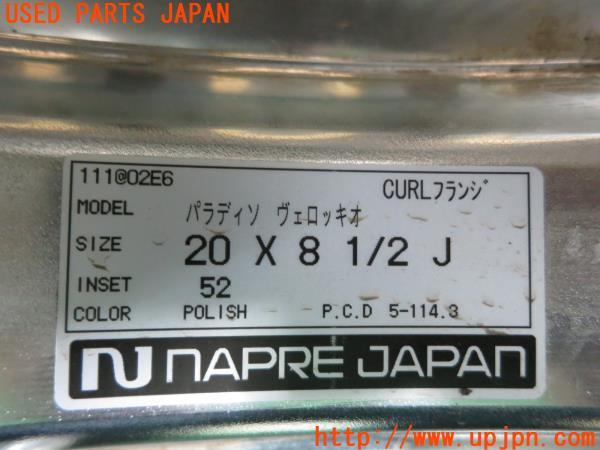 USED PARTS JAPAN
111@02E6
CURLフランジ
MODEL パラディソ ヴェロッキオ
SIZE 20 X 8 1/2 J
INSET 52
COLOR POLISH P.C.D 5-114.3
NAPRE JAPAN
http://www.upjpn.com